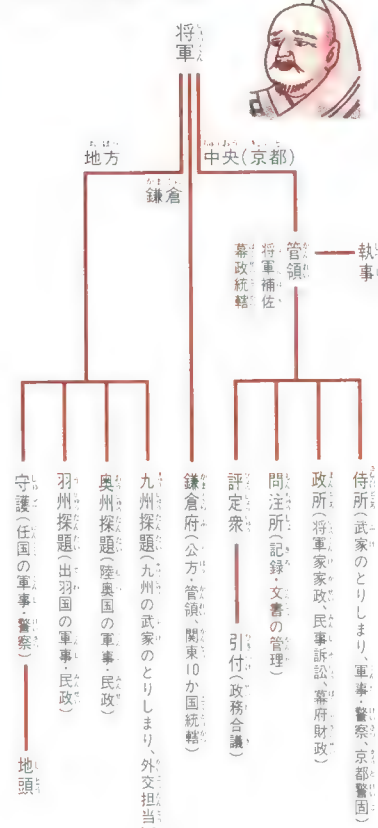 将軍
中央(京都)
地方
鎌倉
執事
管領
将軍補佐
幕政統轄
侍所(武家のとりしまり、軍事・警察、京都警固)
政所(将軍家家政、民事訴訟、幕府財政)
問注所(記録・文書の管理)
評定衆
引付(政務合議)
鎌倉府(公方・管領、関東10か国統轄)
九州探題(九州の武家のとりしまり、外交担当
奥州探題(陸奥国の軍事・民政)
羽州探題(出羽国の軍事・民政)
守護(任国の軍事・警察)
地頭